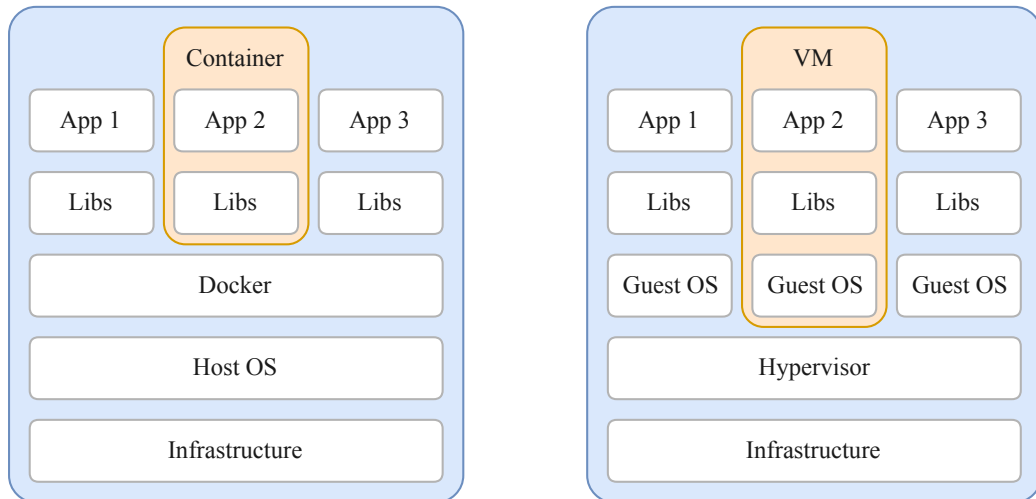 Container
App 1
App 2
App 3
Libs
Libs
Libs
Docker
Host OS
Infrastructure
VM
App 1
App 2
App 3
Libs
Libs
Libs
Guest OS
Guest OS
Guest OS
Hypervisor
Infrastructure